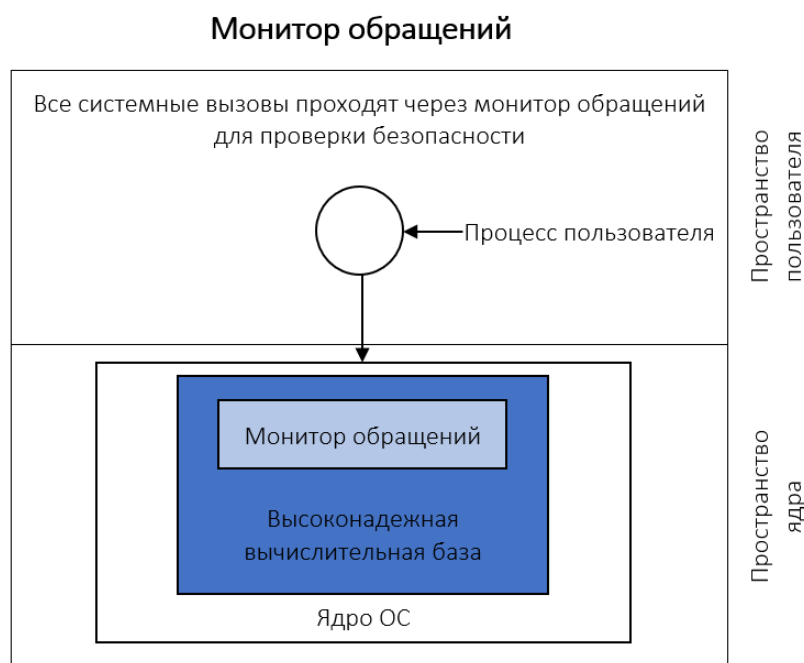 Монитор обращений
Все системные вызовы проходят через монитор обращений
для проверки безопасности
Процесс пользователя
Пространство
пользователя
Монитор обращений
Высоконадежная
вычислительная база
Ядро ОС
Пространство
ядра